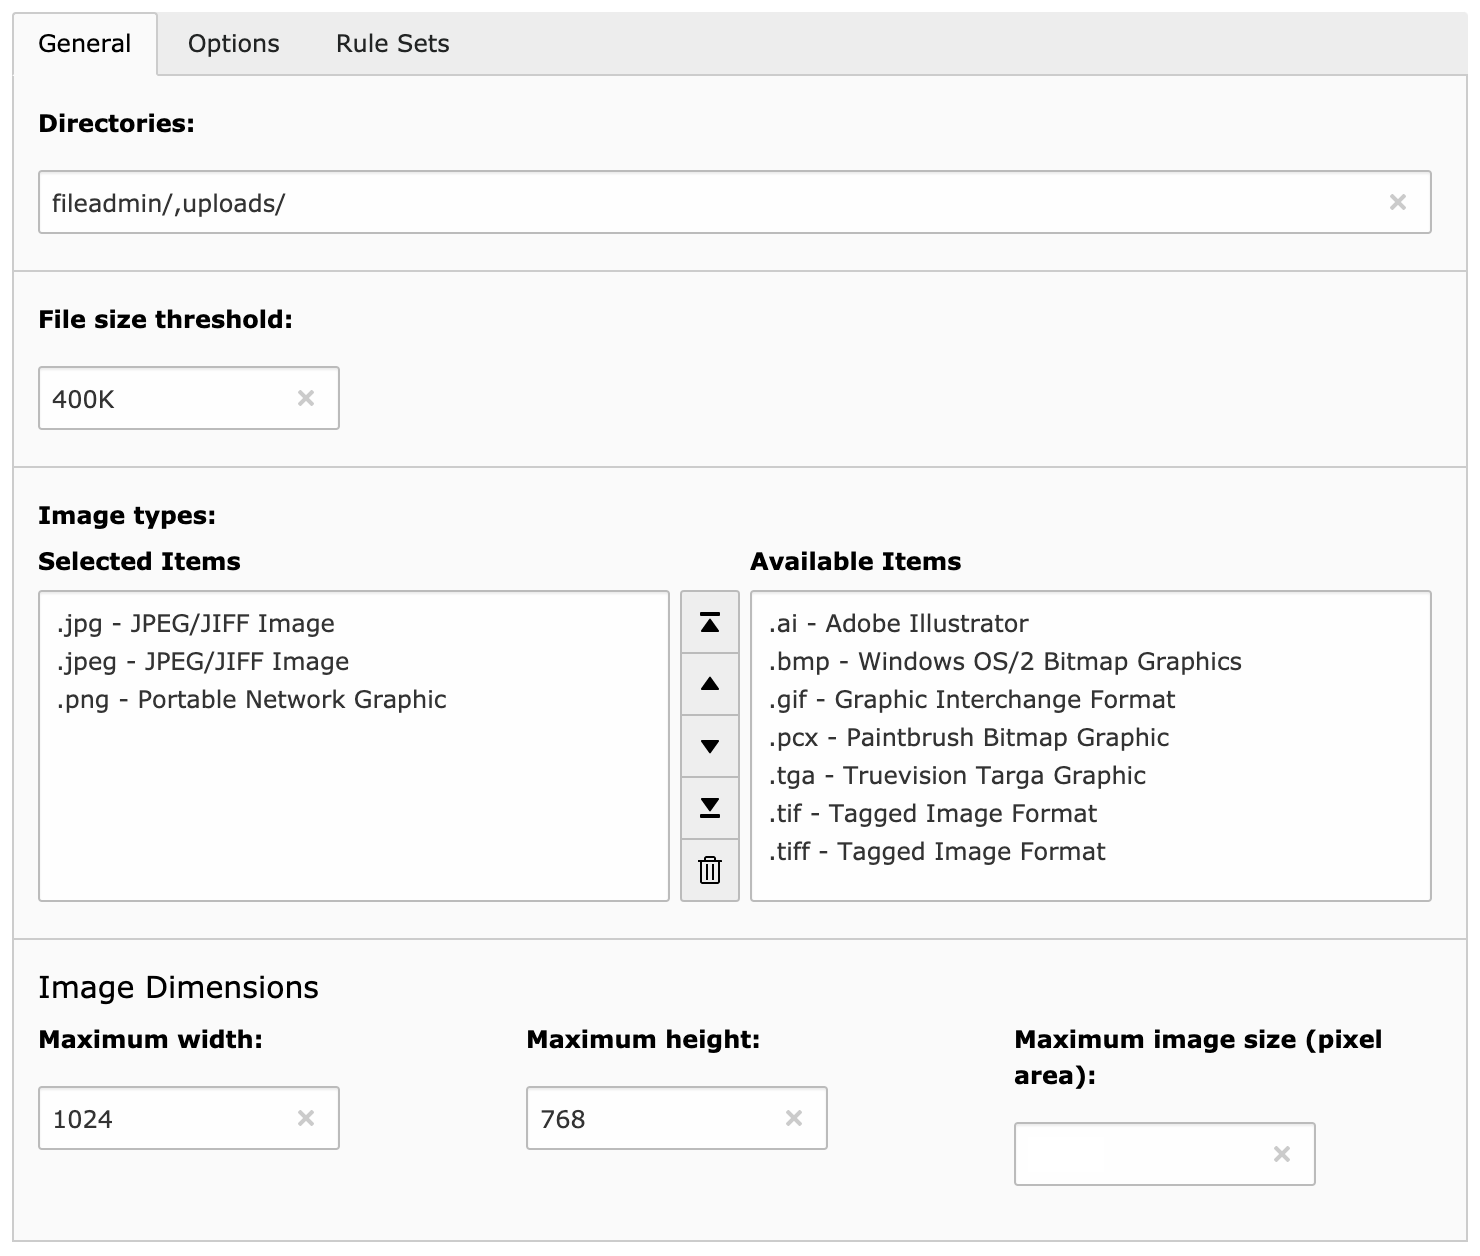 General Options Rule Sets
Directories:
fileadmin/,uploads/
File size threshold:
400K
Image types:
Selected Items
.jpg - JPEG/JIFF Image
.jpeg - JPEG/JIFF Image
.png - Portable Network Graphic
Available Items
.ai - Adobe Illustrator
.bmp - Windows OS/2 Bitmap Graphics
.gif - Graphic Interchange Format
.pcx - Paintbrush Bitmap Graphic
.tga - Truevision Targa Graphic
.tif - Tagged Image Format
.tiff - Tagged Image Format
Image Dimensions
Maximum width:
1024
Maximum height:
768
Maximum image size (pixel
area):